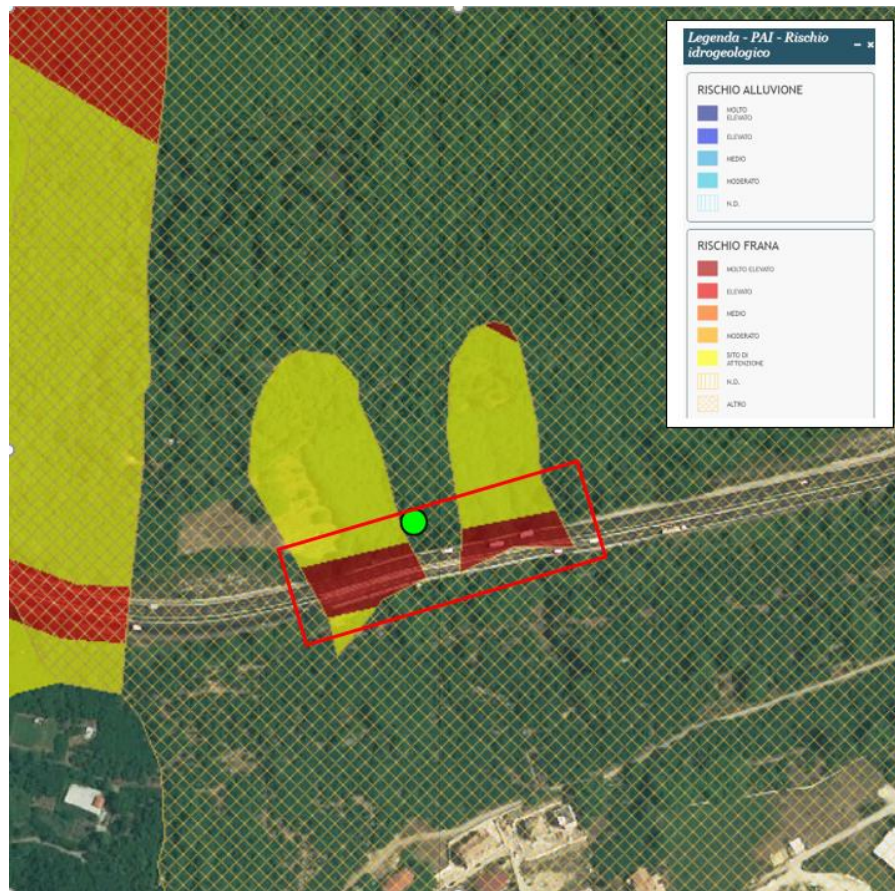 Legenda - PAI - Rischio
idrogeologico
RISCHIO ALLUVIONE
MOLTO
ELEVATO
ELEVATO
MEDIO
MODERATO
N.D.
RISCHIO FRANA
MOLTO ELEVATO
ELEVATO
MEDIO
MODERATO
SITO DI
ATTENZIONE
N.D.
ALTRO